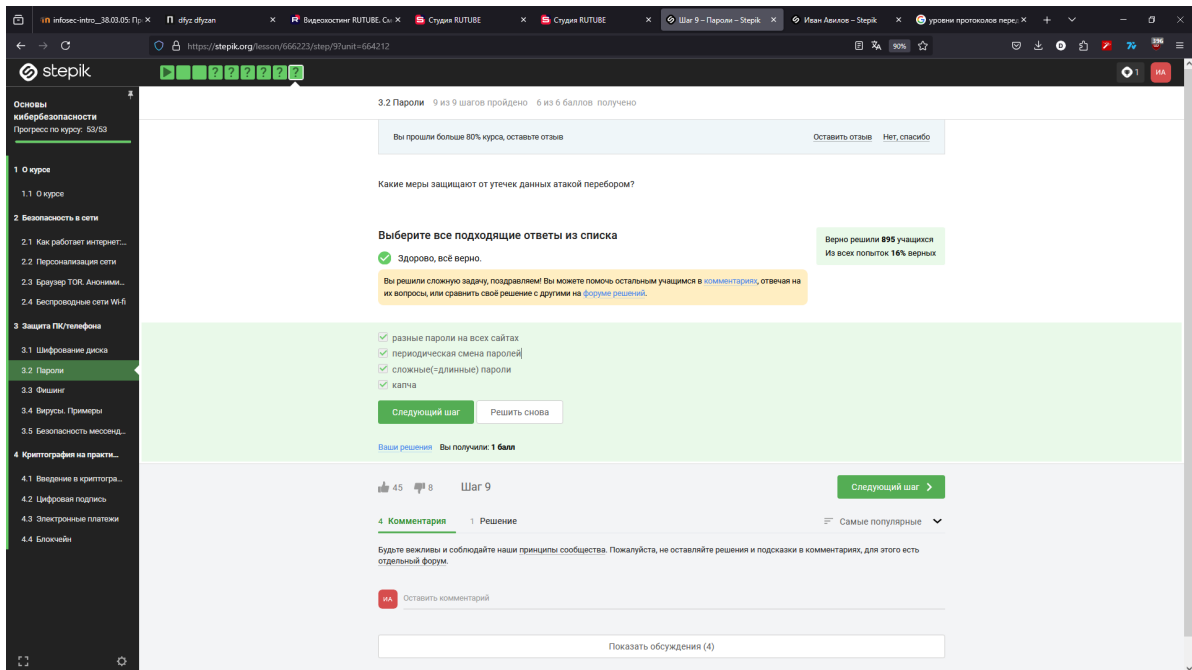 infosec-intro__38.03.05: Пр
dfyz dfyzan
Видеохостинг RUTUBE. См
Студия RUTUBE
Студия RUTUBE
Шаг 9 – Пароли – Stepik
Иван Авилов – Stepik
уровни протоколов перед
https://stepik.org/lesson/666223/step/9?unit=664212
90%
396
stepik
1
ИА
Основы
кибербезопасности
Прогресс по курсу: 53/53
1 О курсе
1.1 О курсе
2 Безопасность в сети
2.1 Как работает интернет:...
2.2 Персонализация сети
2.3 Браузер TOR. Анонимн...
2.4 Беспроводные сети Wi-fi
3 Защита ПК/телефона
3.1 Шифрование диска
3.2 Пароли
3.3 Фишинг
3.4 Вирусы. Примеры
3.5 Безопасность мессенд...
4 Криптография на практи...
4.1 Введение в криптогра...
4.2 Цифровая подпись
4.3 Электронные платежи
4.4 Блокчейн
3.2 Пароли 9 из 9 шагов пройдено 6 из 6 баллов получено
Вы прошли больше 80% курса, оставьте отзыв
Оставить отзыв Нет, спасибо
Какие меры защищают от утечек данных атакой перебором?
Выберите все подходящие ответы из списка
Верно решили 895 учащихся
Из всех попыток 16% верных
Здорово, всё верно.
Вы решили сложную задачу, поздравляем! Вы можете помочь остальным учащимся в комментариях, отвечая на
их вопросы, или сравнить своё решение с другими на форуме решений.
разные пароли на всех сайтах
периодическая смена паролей
сложные(=длинные) пароли
капча
Следующий шаг Решить снова
Ваши решения Вы получили: 1 балл
45 8 Шаг 9
Следующий шаг
4 Комментария 1 Решение
Самые популярные
Будьте вежливы и соблюдайте наши принципы сообщества. Пожалуйста, не оставляйте решения и подсказки в комментариях, для этого есть
отдельный форум.
ИА
Оставить комментарий
Показать обсуждения (4)